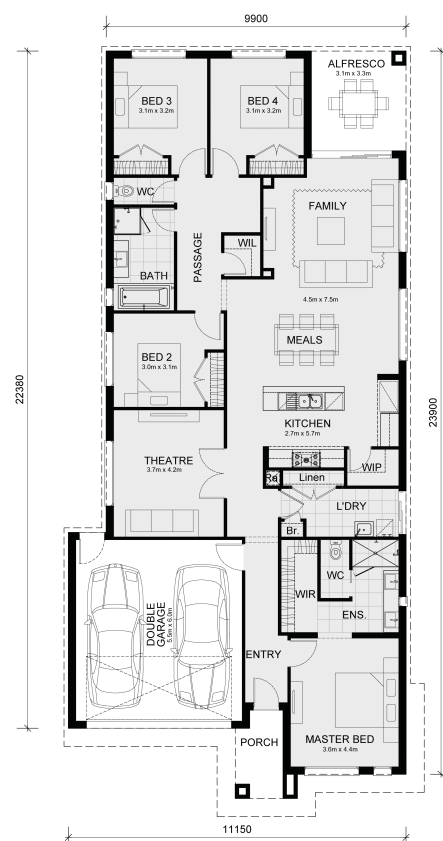 9900
ALFRESCO
3.1m x 3.3m
BED 3
3.1m x 3.2m
BED 4
3.1m x 3.2m
WC
FAMILY
PASSAGE
WIL
BATH
4.5m x 7.5m
MEALS
BED 2
3.0m x 3.1m
22380
23900
KITCHEN
2.7m x 5.7m
THEATRE
3.7m x 4.2m
WIP
Linen
L'DRY
Br.
WC
WIR
ENS.
DOUBLE
GARAGE
5.5m x 6.0m
ENTRY
PORCH
MASTER BED
3.6m x 4.4m
11150